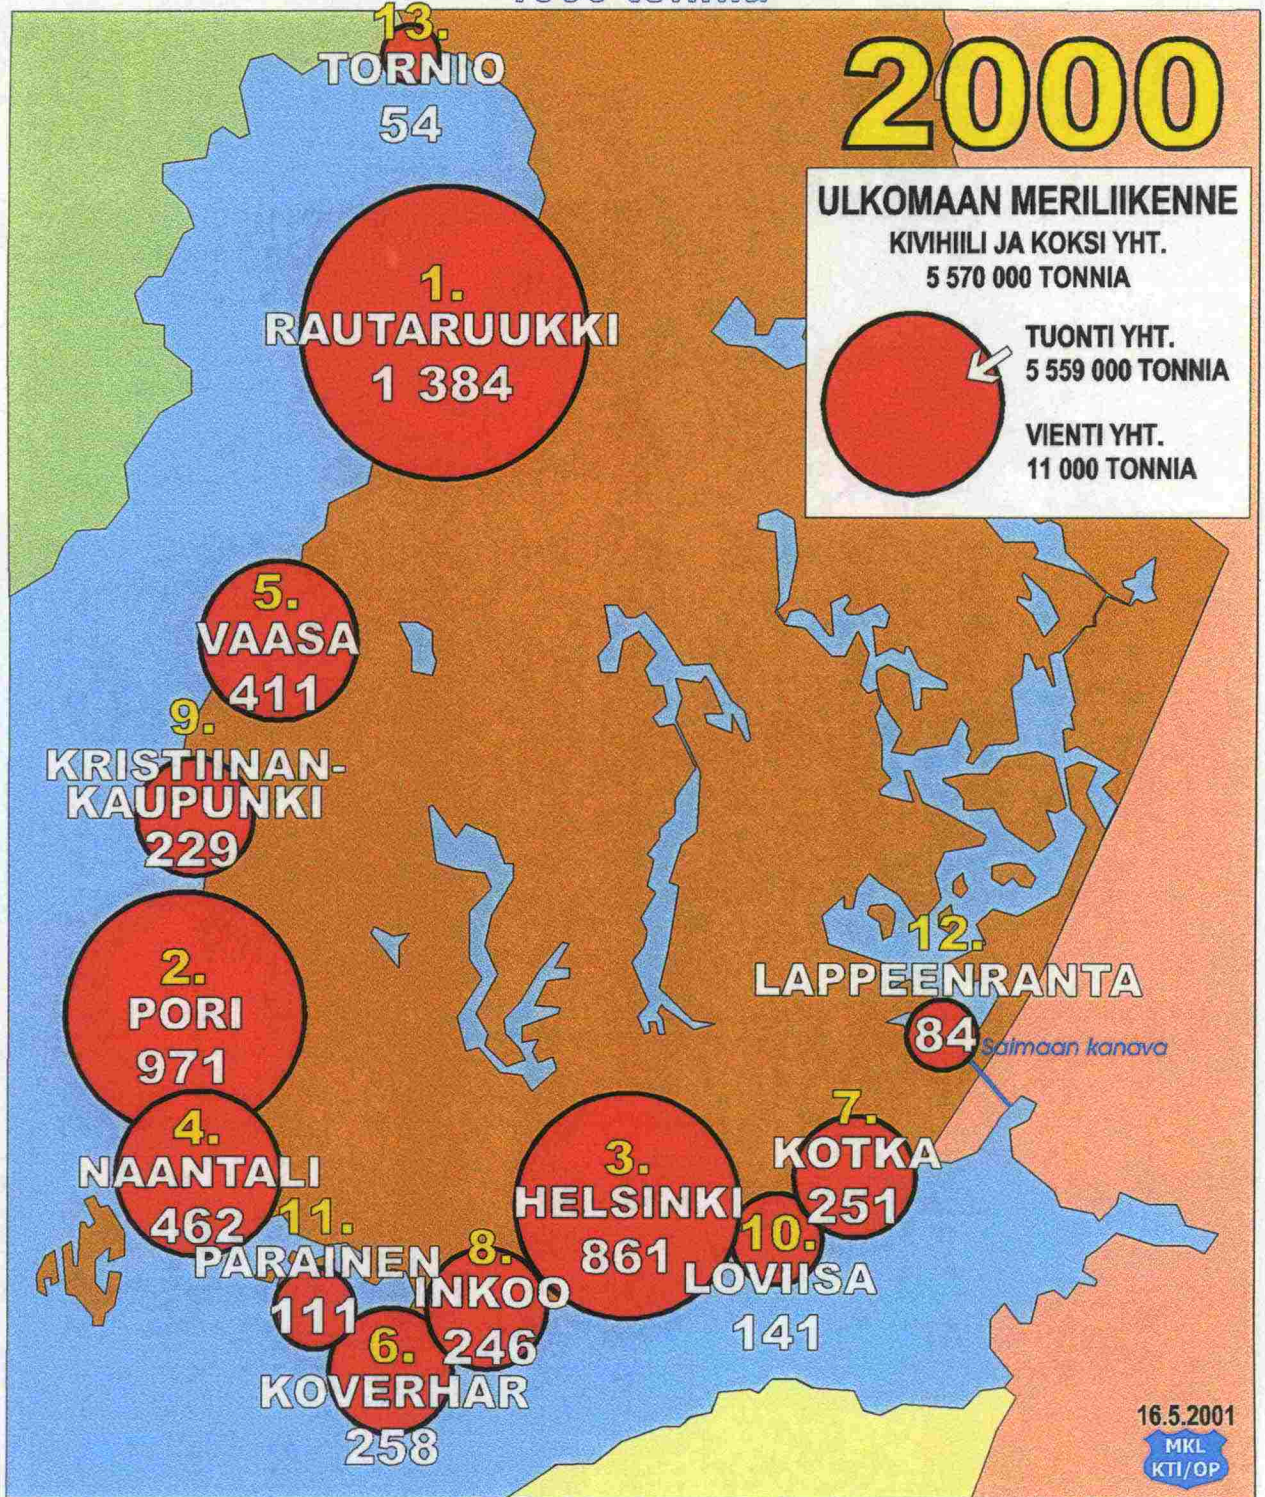 13.
TORNIO
54
2000
ULKOMAAN MERILIIKENNE
KIVIHIILI JA KOKSI YHT.
5 570 000 TONNIA
TUONTI YHT.
5 559 000 TONNIA
VIENTI YHT.
11 000 TONNIA
1.
RAUTARUUKKI
1 384
5.
VAASA
411
9.
KRISTIINAN-
KAUPUNKI
229
2.
PORI
971
12.
LAPPEENRANTA
84
Saimaan kanava
4.
NAANTALI
462
3.
HELSINKI
861
7.
KOTKA
251
10.
LOVIISA
141
11.
PARAINEN
111
8.
INKOO
246
6.
KOVERHAR
258
16.5.2001
MKL
KTI/OP